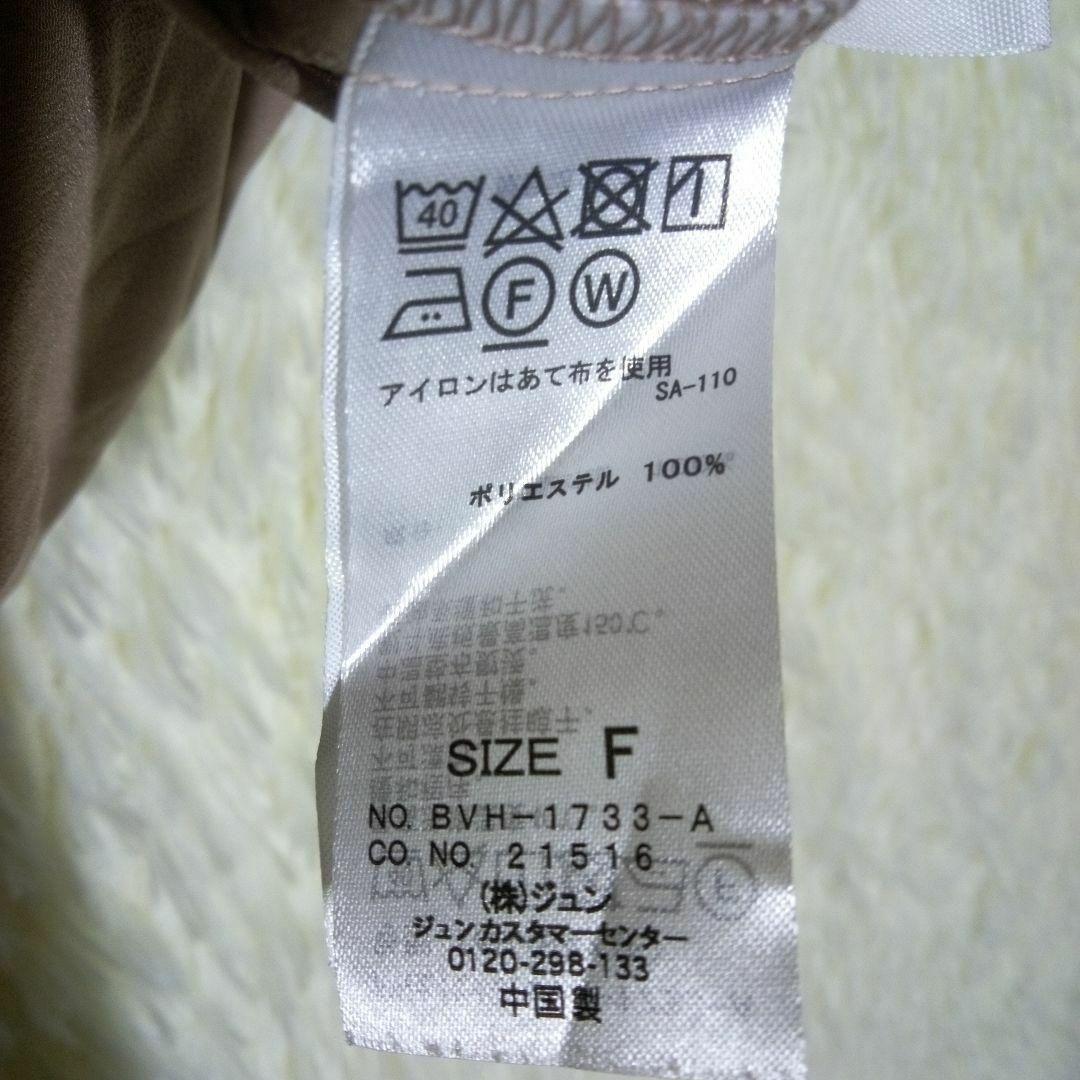 40
F W
アイロンはあて布を使用
SA-110
ポリエステル 100%
SIZE F
NO. BVH-1733-A
CO. NO. 21516
(株)ジュン
ジュンカスタマーセンター
0120-298-133
中国製